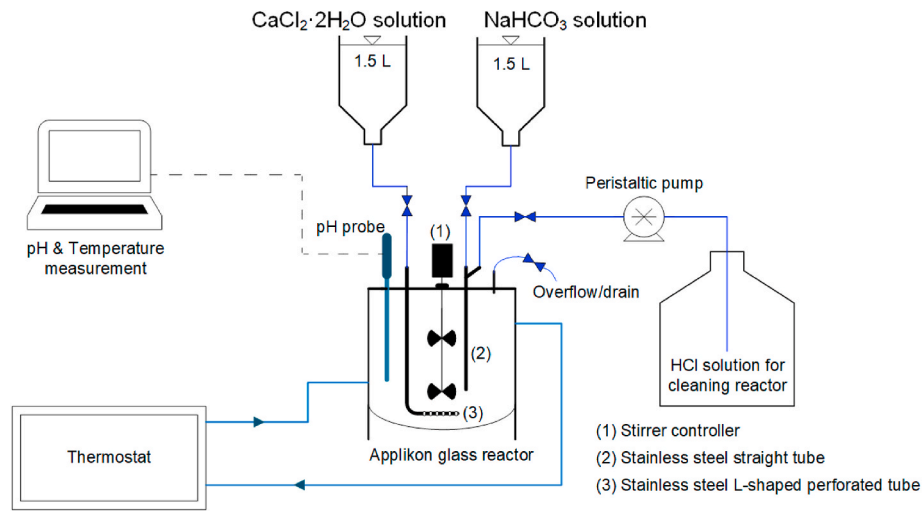 CaCl₂·2H₂O solution
NaHCO₃ solution
1.5 L
1.5 L
Peristaltic pump
pH probe
(1)
pH & Temperature
measurement
Overflow/drain
(2)
HCl solution for
cleaning reactor
(3)
Thermostat
Applikon glass reactor
(1) Stirrer controller
(2) Stainless steel straight tube
(3) Stainless steel L-shaped perforated tube